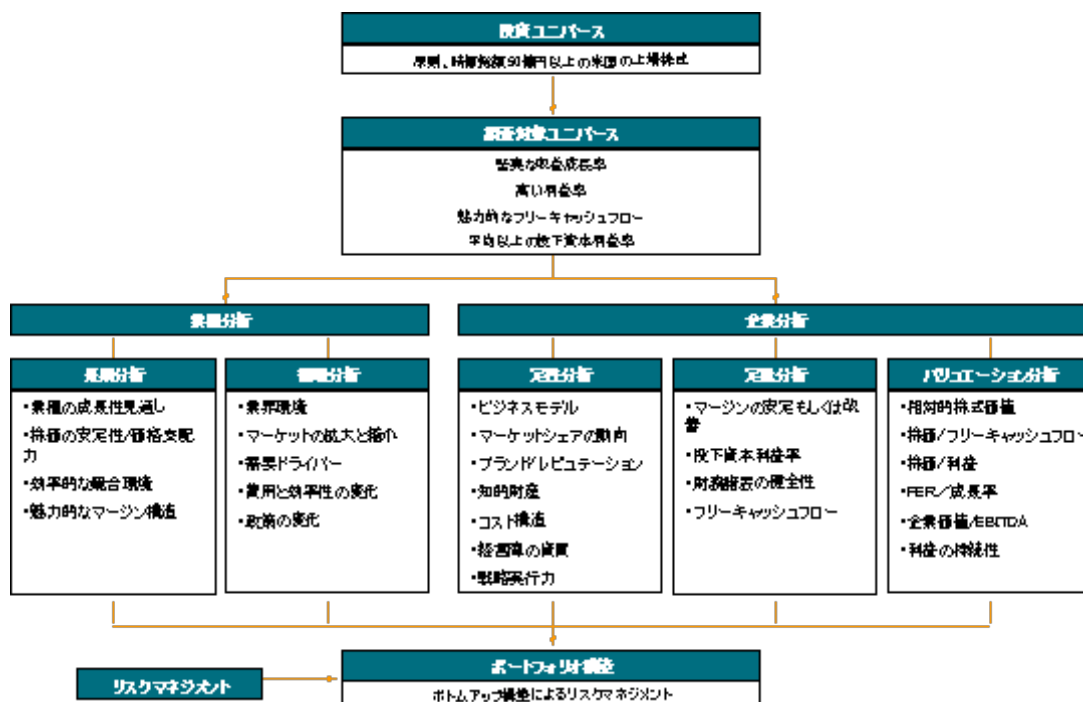 投資ユニバース
原則、時価総額50億円以上の米国の上場株式
調査対象ユニバース
堅実な収益成長率
高い利益率
魅力的なフリーキャッシュフロー
平均以上の投下資本利益率
業種分析
企業分析
長期分析
循環分析
定性分析
定量分析
バリュエーション分析
・業種の成長性見通し
・株価の安定性/価格支配
力
・効率的な競合環境
・魅力的なマージン構造
・業界環境
・マーケットの拡大と縮小
・需要ドライバー
・費用と効率性の変化
・政策の変化
・ビジネスモデル
・マーケットシェアの動向
・ブランド/レピュテーション
・知的財産
・コスト構造
・経営陣の資質
・戦略実行力
・マージンの安定もしくは改
善
・投下資本利益率
・財務諸表の健全性
・フリーキャッシュフロー
・相対的株式価値
・株価/フリーキャッシュフロー
・株価/利益
・PER/成長率
・企業価値/EBITDA
・利益の持続性
リスクマネジメント
ポートフォリオ構築
ボトムアップ構築によるリスクマネジメント